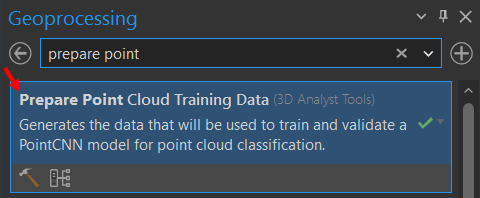 Geoprocessing
prepare point
Prepare Point Cloud Training Data (3D Analyst Tools)
Generates the data that will be used to train and validate a
PointCNN model for point cloud classification.